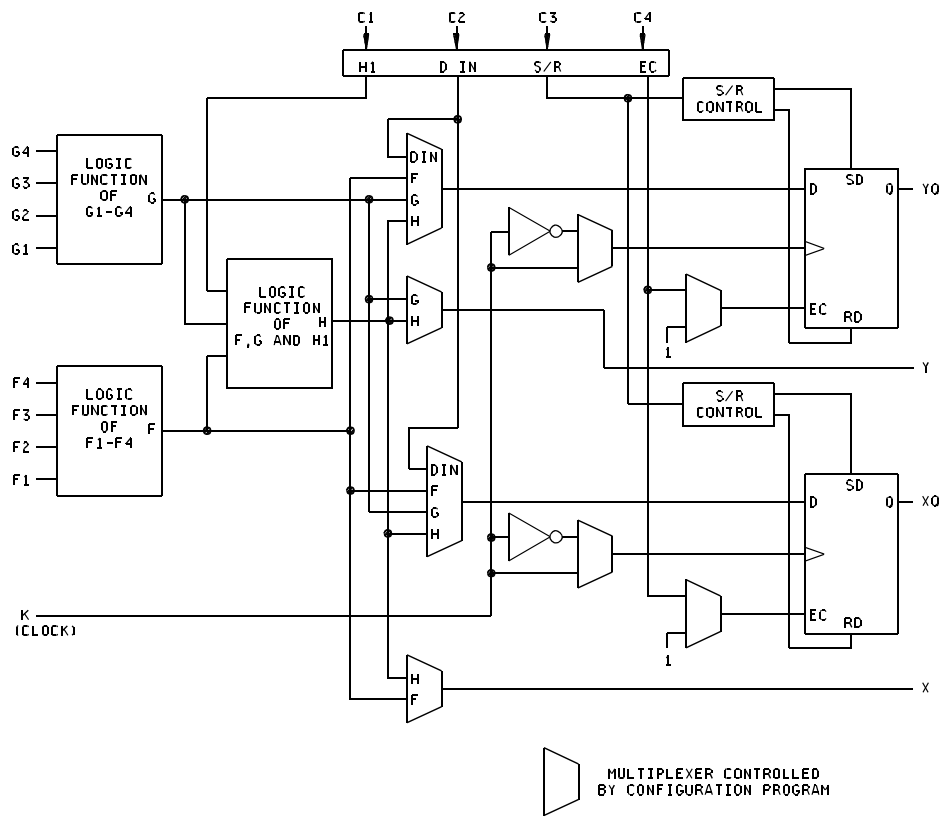 C1 C2 C3 C4
H1 D IN S/R EC
S/R
CONTROL
G4
G3
G2
G1
LOGIC
FUNCTION
OF
G1-G4
G
DIN
F
G
H
D SD Q YQ
EC
RD
1
LOGIC
FUNCTION
OF
F,G AND H1
H
G
H
Y
F4
F3
F2
F1
LOGIC
FUNCTION
OF
F1-F4
F
S/R
CONTROL
DIN
F
G
H
D SD Q XQ
EC
RD
1
K
(CLOCK)
H
F
X
MULTIPLEXER CONTROLLED
BY CONFIGURATION PROGRAM